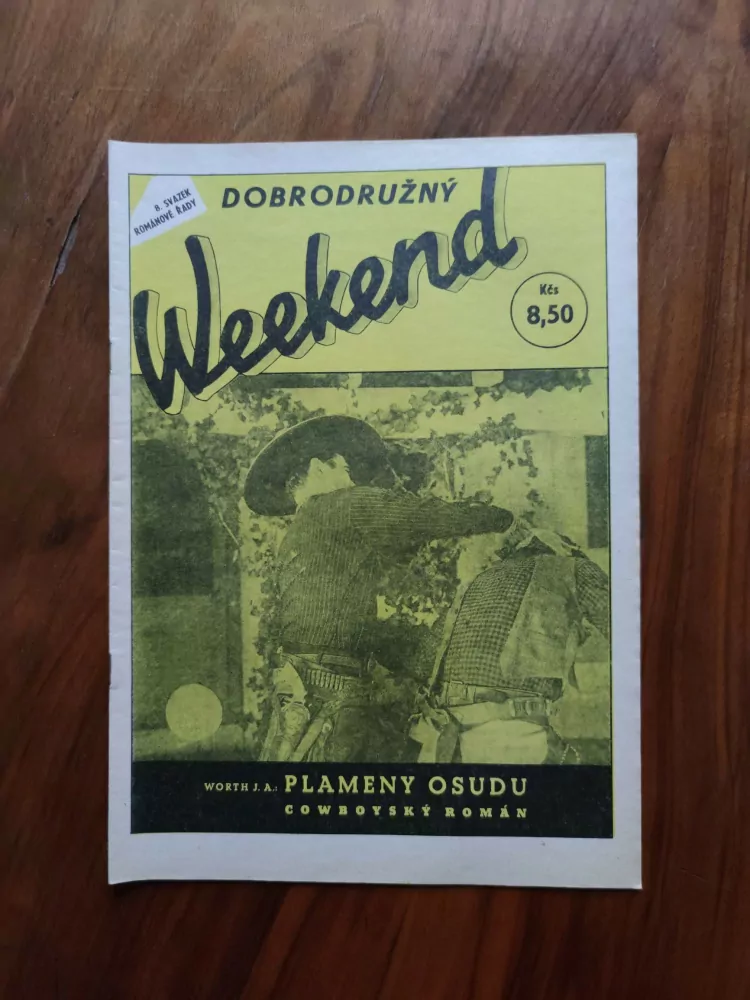 8. SVAZEK
ROMÁNOVÉ ŘADY
DOBRODRUŽNÝ
Weekend
Kčs
8,50
WORTH J. A.: PLAMENY OSUDU
COWBOYSKÝ ROMÁN